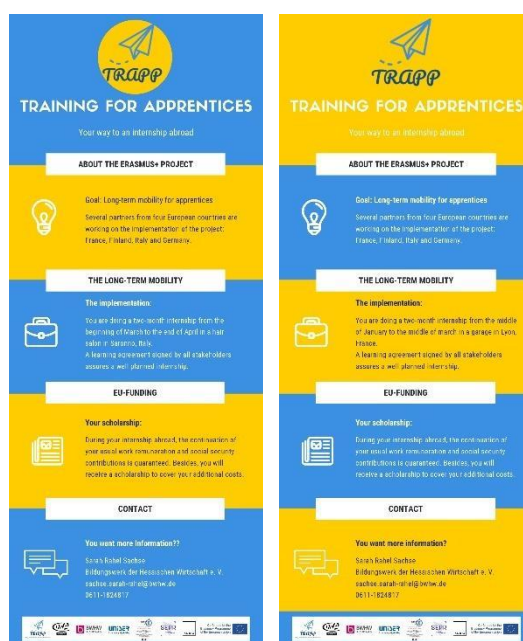 TRAPP
TRAINING FOR APPRENTICES
Your way to an internship abroad
ABOUT THE ERASMUS+ PROJECT
Goal: Long-term mobility for apprentices
Several partners from four European countries are
working on the implementation of the project:
France, Finland, Italy and Germany.
THE LONG-TERM MOBILITY
The implementation:
You are doing a two-month internship from the
beginning of March to the end of April in a hair
salon in Saronno, Italy.
A learning agreement signed by all stakeholders
assures a well planned internship.
EU-FUNDING
Your scholarship:
During your internship abroad, the continuation of
your usual work remuneration and social security
contributions is guaranteed. Besides, you will
receive a scholarship to cover your additional costs.
CONTACT
You want more information??
Sarah Rahel Sachse
Bildungswerk der Hessischen Wirtschaft e. V.
sachse.sarah-rahel@bwhw.de
0611-1824817
TRAPP
BWHW
UNISER
SEPR
TRAPP
TRAINING FOR APPRENTICES
Your way to an internship abroad
ABOUT THE ERASMUS+ PROJECT
Goal: Long-term mobility for apprentices
Several partners from four European countries are
working on the implementation of the project:
France, Finland, Italy and Germany.
THE LONG-TERM MOBILITY
The implementation:
You are doing a two-month internship from the middle
of January to the middle of march in a garage in Lyon,
France.
A learning agreement signed by all stakeholders
assures a well planned internship.
EU-FUNDING
Your scholarship:
During your internship abroad, the continuation of
your usual work remuneration and social security
contributions is guaranteed. Besides, you will
receive a scholarship to cover your additional costs.
CONTACT
You want more information?
Sarah Rahel Sachse
Bildungswerk der Hessischen Wirtschaft e. V.
sachse.sarah-rahel@bwhw.de
0611-1824817
TRAPP
BWHW
UNISER
SEPR